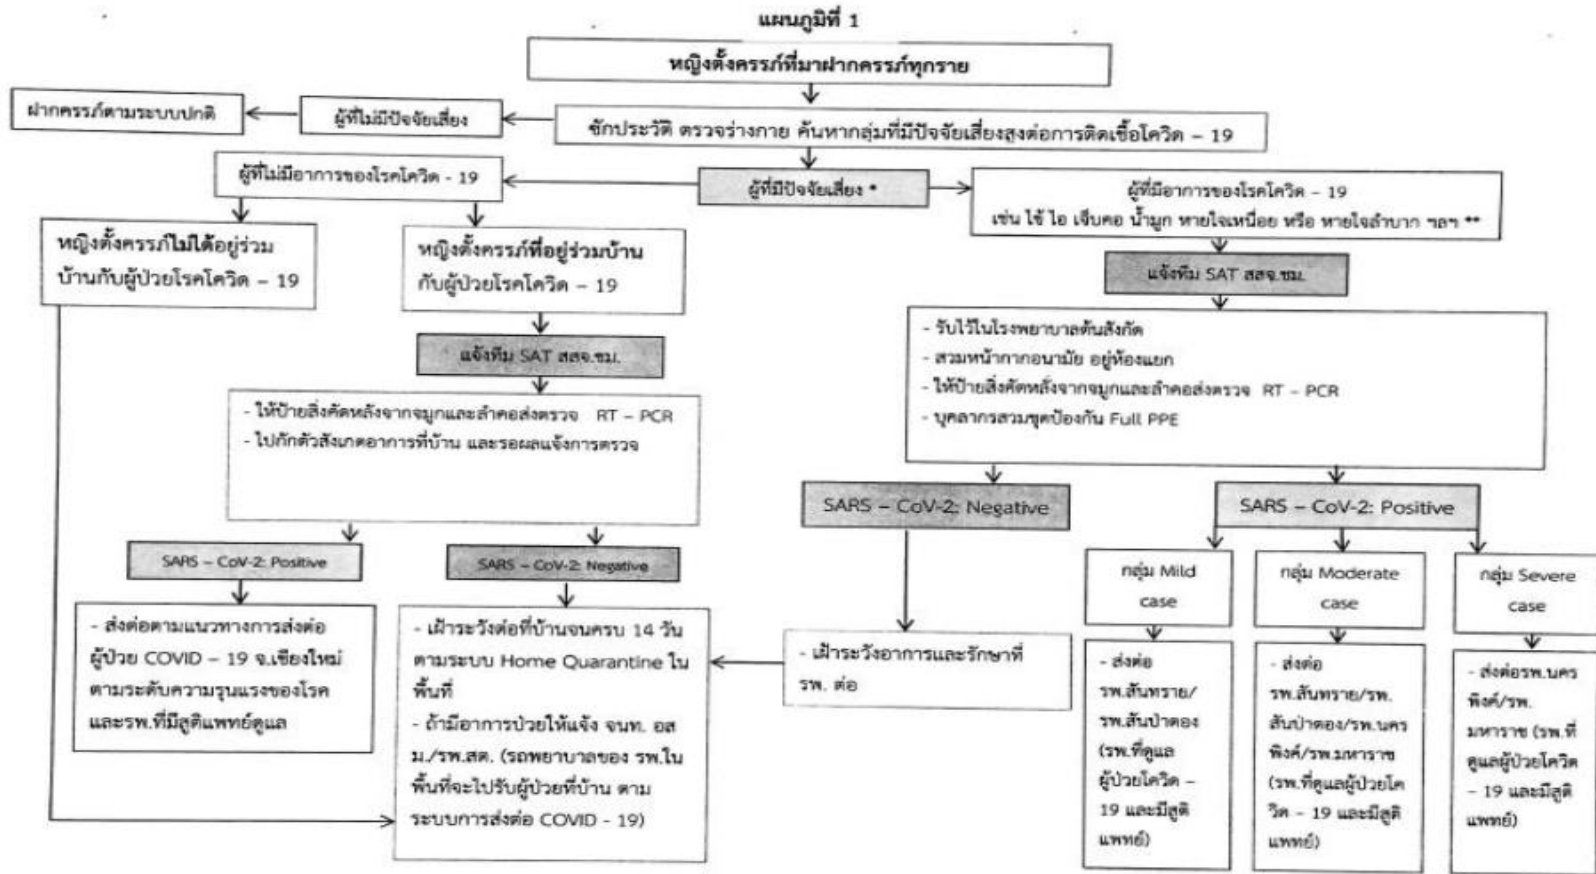 แผนภูมิที่ 1
หญิงตั้งครรภ์ที่มาฝากครรภ์ทุกราย
ฝากครรภ์ตามระบบปกติ
ผู้ที่ไม่มีปัจจัยเสี่ยง
ซักประวัติ ตรวจร่างกาย ค้นหากลุ่มที่มีปัจจัยเสี่ยงสูงต่อการติดเชื้อโควิด – 19
ผู้ที่ไม่มีอาการของโรคโควิด - 19
ผู้ที่มีปัจจัยเสี่ยง *
ผู้ที่มีอาการของโรคโควิด – 19
เช่น ไข้ ไอ เจ็บคอ น้ำมูก หายใจเหนื่อย หรือ หายใจลำบาก ฯลฯ **
หญิงตั้งครรภ์ไม่ได้อยู่ร่วม
บ้านกับผู้ป่วยโรคโควิด – 19
หญิงตั้งครรภ์ที่อยู่ร่วมบ้าน
กับผู้ป่วยโรคโควิด – 19
แจ้งทีม SAT สสจ.ชม.
แจ้งทีม SAT สสจ.ชม.
- ให้ป้ายสิ่งคัดหลั่งจากจมูกและลำคอส่งตรวจ RT – PCR
- ไปกักตัวสังเกตอาการที่บ้าน และรอผลแจ้งการตรวจ
- รับไว้ในโรงพยาบาลต้นสังกัด
- สวมหน้ากากอนามัย อยู่ห้องแยก
- ให้ป้ายสิ่งคัดหลั่งจากจมูกและลำคอส่งตรวจ RT – PCR
- บุคลากรสวมชุดป้องกัน Full PPE
SARS – CoV-2: Positive
SARS – CoV-2: Negative
SARS – CoV-2: Negative
SARS – CoV-2: Positive
- ส่งต่อตามแนวทางการส่งต่อ
ผู้ป่วย COVID – 19 จ.เชียงใหม่
ตามระดับความรุนแรงของโรค
และรพ.ที่มีสูติแพทย์ดูแล
- เฝ้าระวังต่อที่บ้านจนครบ 14 วัน
ตามระบบ Home Quarantine ใน
พื้นที่
- ถ้ามีอาการป่วยให้แจ้ง จนท. อส
ม./รพ.สต. (รถพยาบาลของ รพ.ใน
พื้นที่จะไปรับผู้ป่วยที่บ้าน ตาม
ระบบการส่งต่อ COVID - 19)
- เฝ้าระวังอาการและรักษาที่
รพ. ต่อ
กลุ่ม Mild
case
กลุ่ม Moderate
case
กลุ่ม Severe
case
- ส่งต่อ
รพ.สันทราย/
รพ.สันป่าตอง
(รพ.ที่ดูแล
ผู้ป่วยโควิด –
19 และมีสูติ
แพทย์)
- ส่งต่อ
รพ.สันทราย/รพ.
สันป่าตอง/รพ.นคร
พิงค์/รพ.มหาราช
(รพ.ที่ดูแลผู้ป่วยโค
วิด – 19 และมีสูติ
แพทย์)
- ส่งต่อรพ.นคร
พิงค์/รพ.
มหาราช (รพ.ที่
ดูแลผู้ป่วยโควิด
– 19 และมีสูติ
แพทย์)